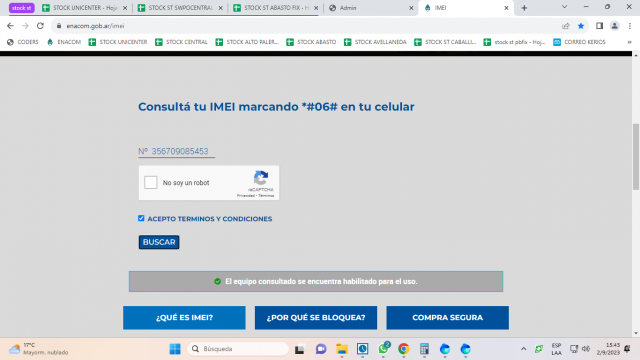 stock st
STOCK UNICENTER - Hoja
STOCK ST SWPOCENTRAL
STOCK ST ABASTO FIX - Hoj
Admin
IMEI
enacom.gob.ar/imei
CODERS
ENACOM
STOCK UNICENTER
STOCK CENTRAL
STOCK ALTO PALER...
STOCK ABASTO
STOCK AVELLANEDA
STOCK ST CABALLI...
stock st pbfix - Hoj...
CORREO KERIOS
Consultá tu IMEI marcando *#06# en tu celular
Nº 356709085453
No soy un robot
reCAPTCHA
Privacidad - Términos
ACEPTO TERMINOS Y CONDICIONES
BUSCAR
El equipo consultado se encuentra habilitado para el uso.
¿QUÉ ES IMEI?
¿POR QUÉ SE BLOQUEA?
COMPRA SEGURA
17°C
Mayorm. nublado
Búsqueda
2
ESP
LAA
15:43
2/9/2023